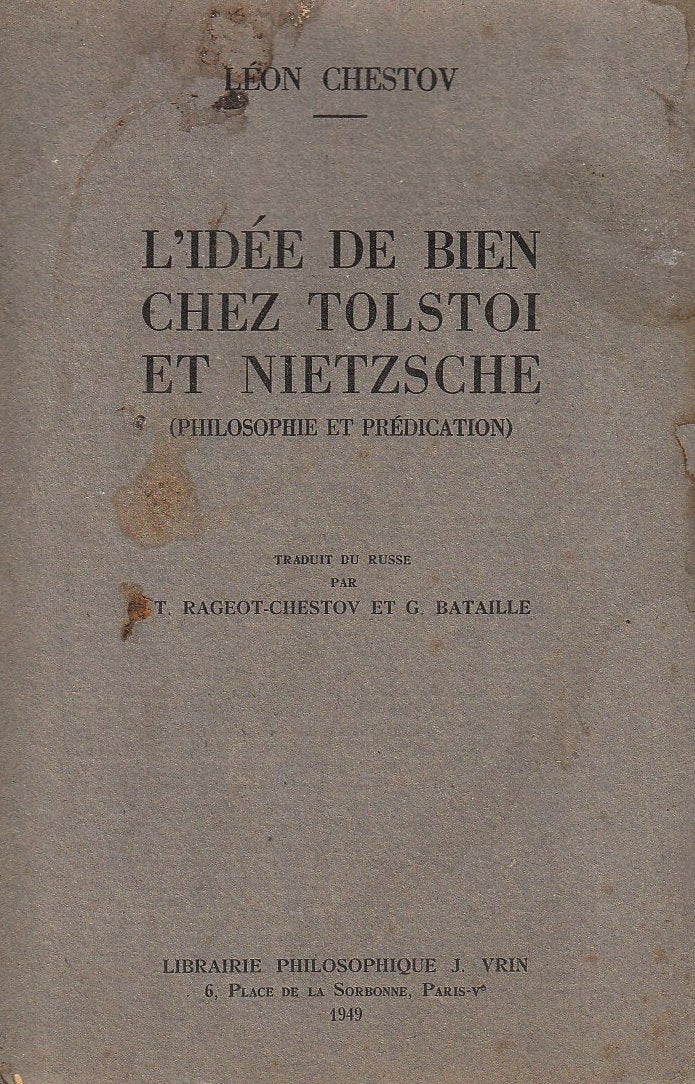 LÉON CHESTOV
L'IDÉE DE BIEN
CHEZ TOLSTOI
ET NIETZSCHE
(PHILOSOPHIE ET PRÉDICATION)
TRADUIT DU RUSSE
PAR
T. RAGEOT-CHESTOV ET G. BATAILLE
LIBRAIRIE PHILOSOPHIQUE J. VRIN
6, PLACE DE LA SORBONNE, PARIS-Vᵉ
1949